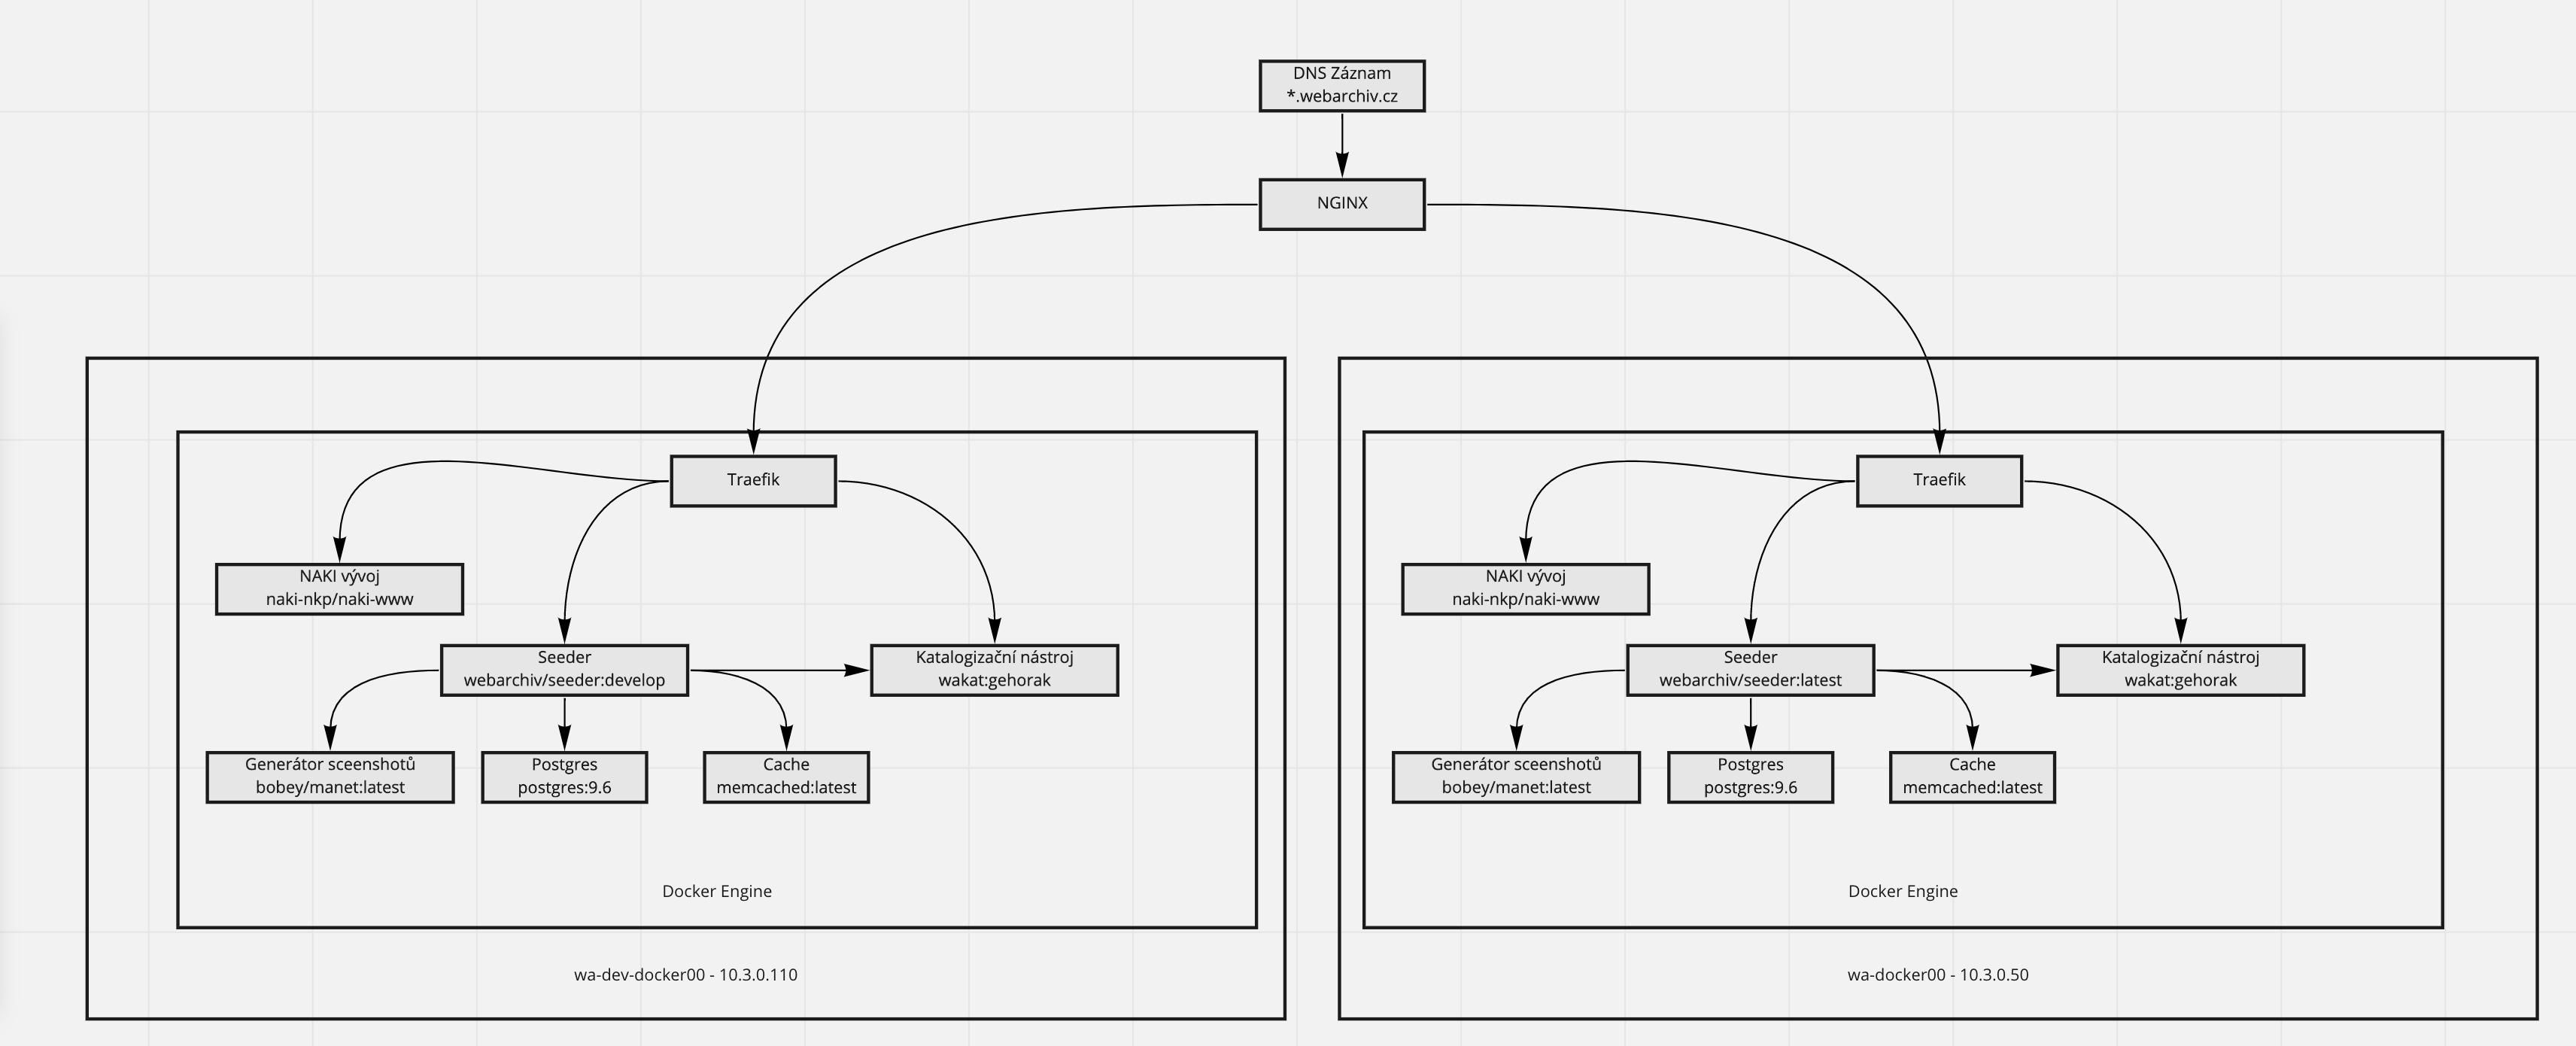 DNS Záznam
*.webarchiv.cz
NGINX
Traefik
NAKI vývoj
naki-nkp/naki-www
Seeder
webarchiv/seeder:develop
Katalogizační nástroj
wakat:gehorak
Generátor sceenshotů
bobey/manet:latest
Postgres
postgres:9.6
Cache
memcached:latest
Docker Engine
wa-dev-docker00 - 10.3.0.110
Traefik
NAKI vývoj
naki-nkp/naki-www
Seeder
webarchiv/seeder:latest
Katalogizační nástroj
wakat:gehorak
Generátor sceenshotů
bobey/manet:latest
Postgres
postgres:9.6
Cache
memcached:latest
Docker Engine
wa-docker00 - 10.3.0.50